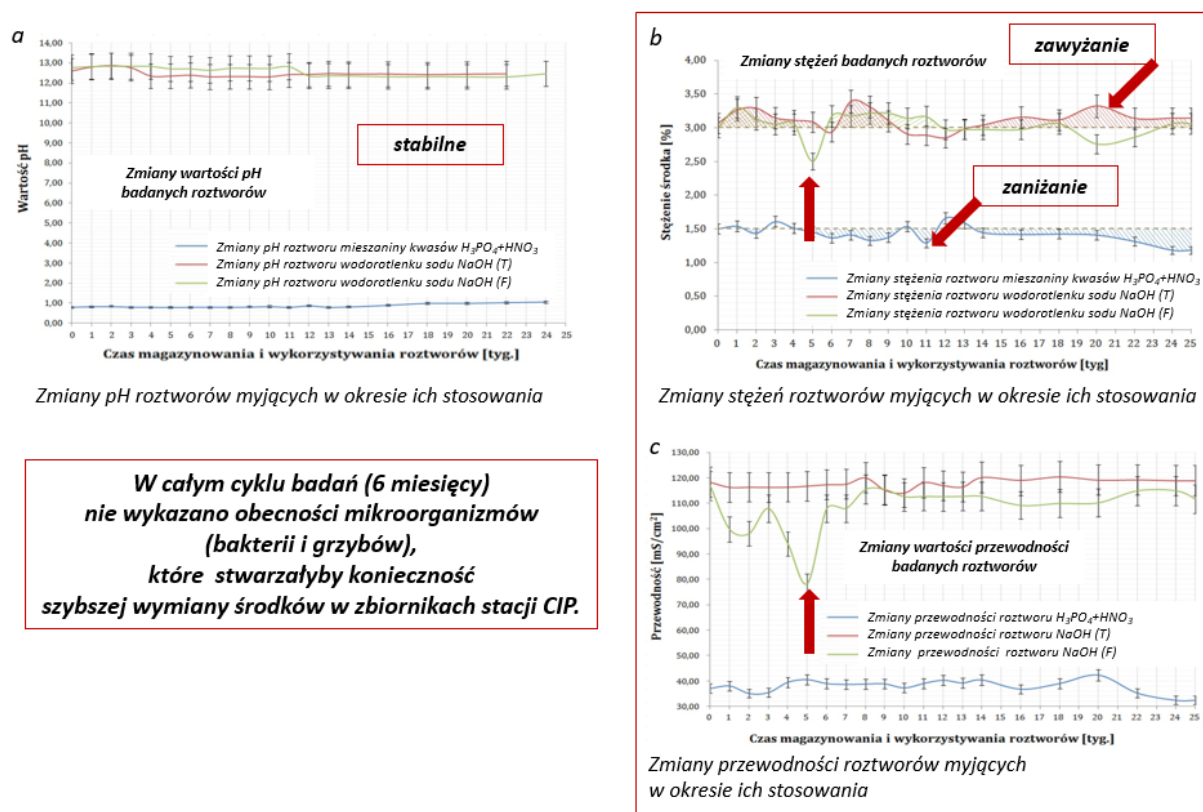 a
14,00
13,00
12,00
11,00
10,00
9,00
8,00
7,00
6,00
5,00
4,00
3,00
2,00
1,00
0,00
Wartość pH
stabilne
Zmiany wartości pH
badanych roztworów
Zmiany pH roztworu mieszaniny kwasów H₃PO₄+HNO₃
Zmiany pH roztworu wodorotlenku sodu NaOH (T)
Zmiany pH roztworu wodorotlenku sodu NaOH (F)
0 1 2 3 4 5 6 7 8 9 10 11 12 13 14 15 16 17 18 19 20 21 22 23 24 25
Czas magazynowania i wykorzystywania roztworów [tyg.]
Zmiany pH roztworów myjących w okresie ich stosowania
W całym cyklu badań (6 miesięcy)
nie wykazano obecności mikroorganizmów
(bakterii i grzybów),
które stwarzałyby konieczność
szybszej wymiany środków w zbiornikach stacji CIP.
b
zawyżanie
Zmiany stężeń badanych roztworów
4,00
3,50
3,00
2,50
2,00
1,50
1,00
0,50
0,00
Stężenie środka [%]
zaniżanie
Zmiany stężenia roztworu mieszaniny kwasów H₃PO₄+HNO₃
Zmiany stężenia roztworu wodorotlenku sodu NaOH (T)
Zmiany stężenia roztworu wodorotlenku sodu NaOH (F)
0 1 2 3 4 5 6 7 8 9 10 11 12 13 14 15 16 17 18 19 20 21 22 23 24 25
Czas magazynowania i wykorzystywania roztworów [tyg]
Zmiany stężeń roztworów myjących w okresie ich stosowania
c
130,00
120,00
110,00
100,00
90,00
80,00
70,00
60,00
50,00
40,00
30,00
Przewodność [mS/cm²]
Zmiany wartości przewodności
badanych roztworów
Zmiany przewodności roztworu H₃PO₄+HNO₃
Zmiany przewodności roztworu NaOH (T)
Zmiany przewodności roztworu NaOH (F)
0 1 2 3 4 5 6 7 8 9 10 11 12 13 14 15 16 17 18 19 20 21 22 23 24 25
Czas magazynowania i wykorzystywania roztworów [tyg.]
Zmiany przewodności roztworów myjących
w okresie ich stosowania